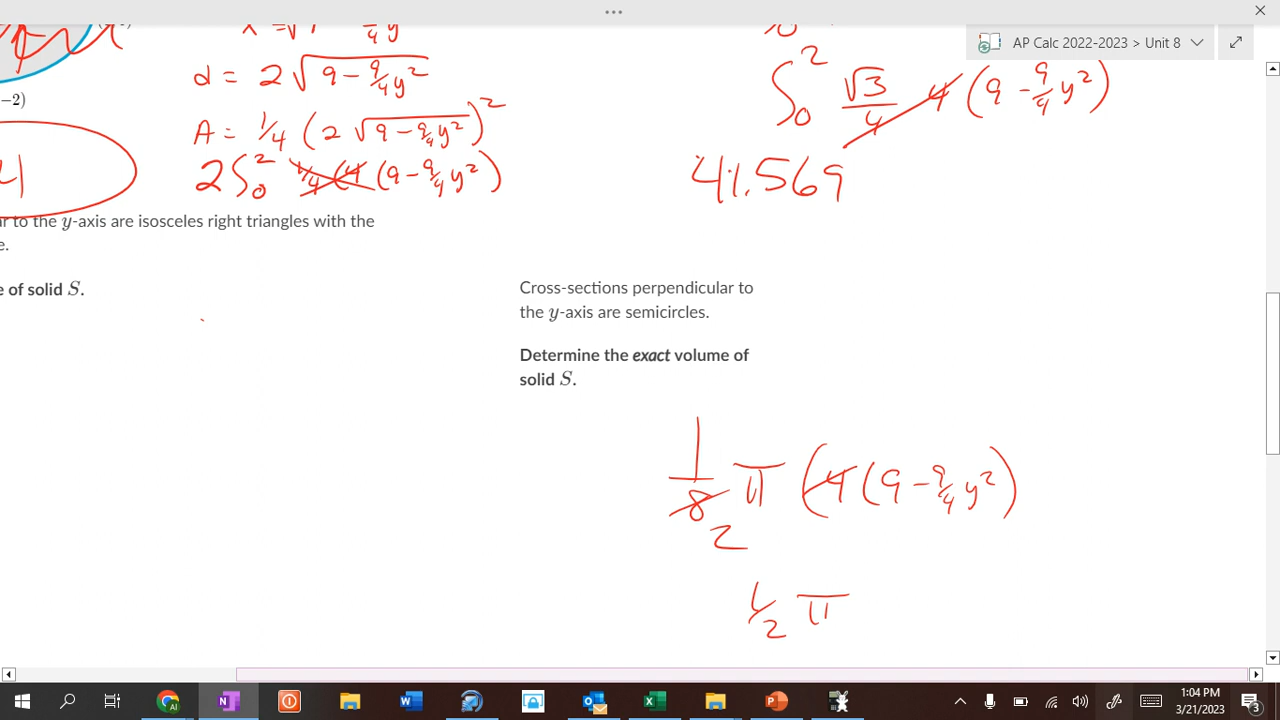 AP Calc 2022-2023 > Unit 8
−2)
d = 2√(9 − 9/4 y²)
A = 1/4 (2√(9 − 9/4 y²))²
2∫₀² 1/4 (4 (9 − 9/4 y²)
∫₀² √3/4 4 (9 − 9/4 y²)
41.569
ar to the y-axis are isosceles right triangles with the
e.
e of solid S.
Cross-sections perpendicular to
the y-axis are semicircles.
Determine the exact volume of
solid S.
1/8 π (4 (9 − 9/4 y²)
2
1/2 π
1:04 PM
3/21/2023
3